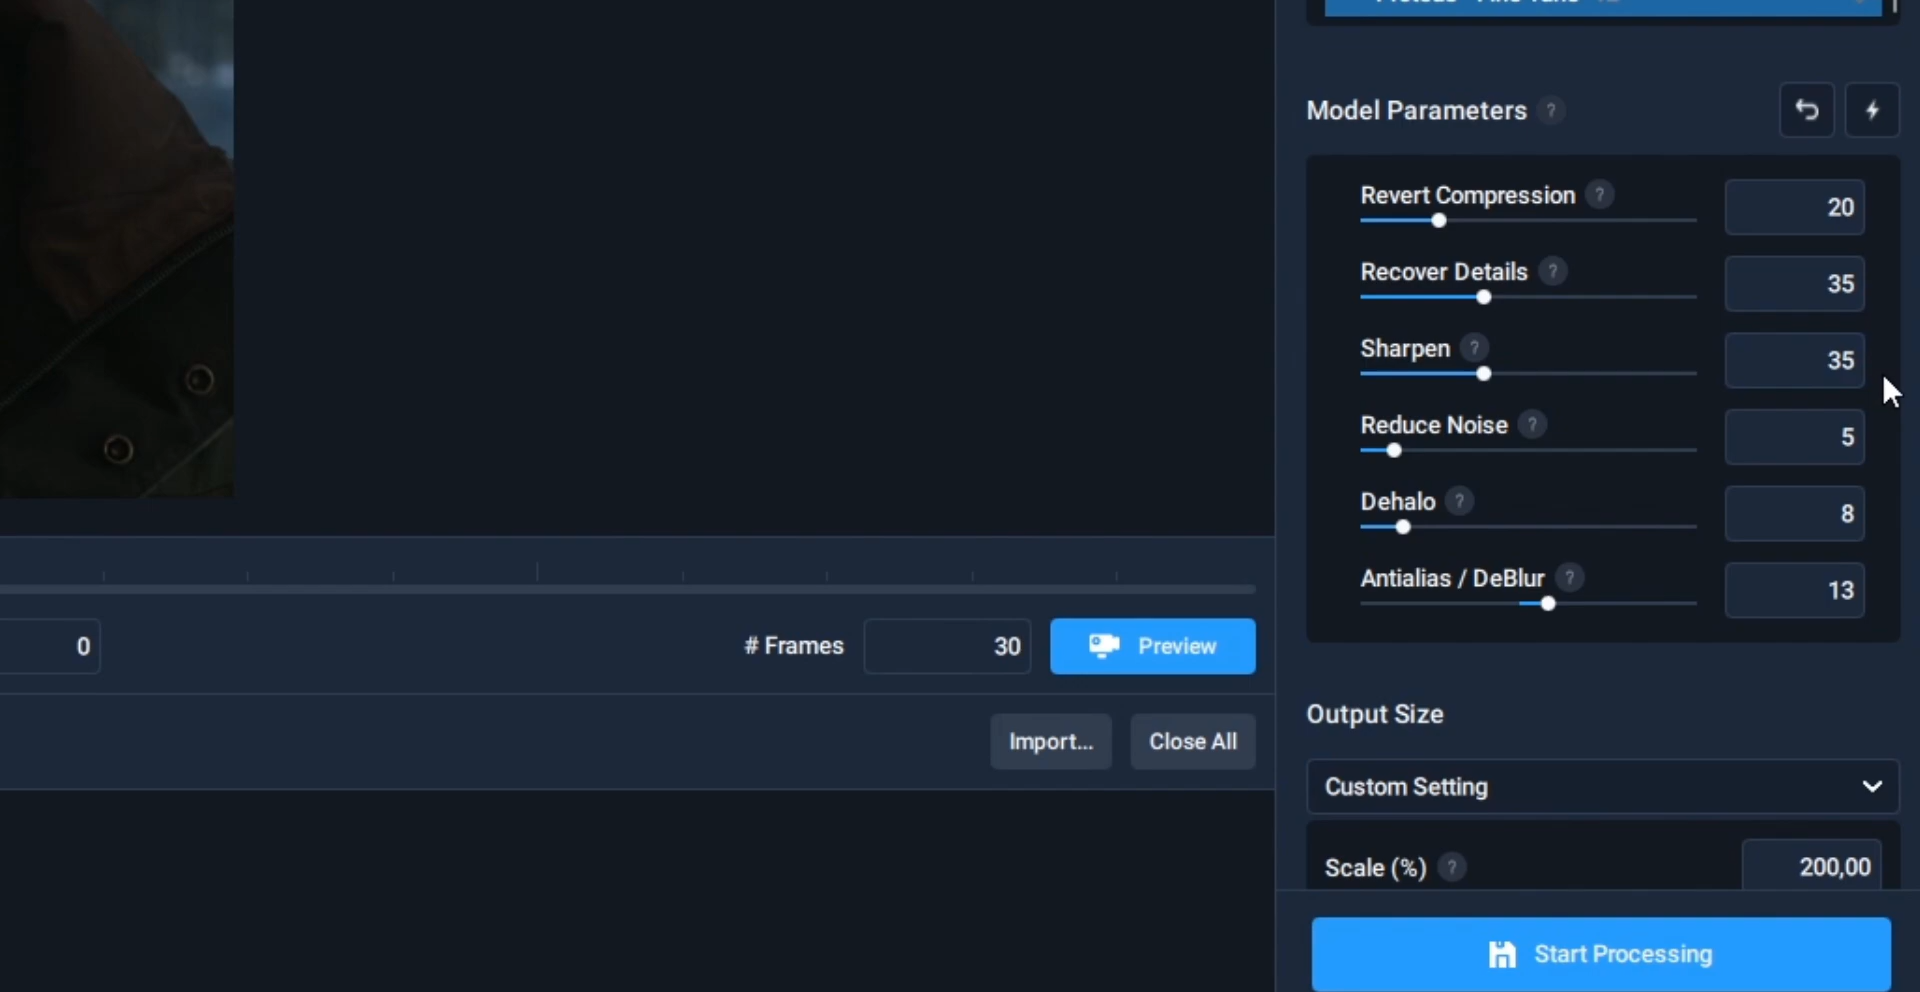 Model Parameters ?
Revert Compression ? 20
Recover Details ? 35
Sharpen ? 35
Reduce Noise ? 5
Dehalo ? 8
Antialias / DeBlur ? 13
0 # Frames 30 Preview
Import... Close All
Output Size
Custom Setting
Scale (%) ? 200,00
Start Processing